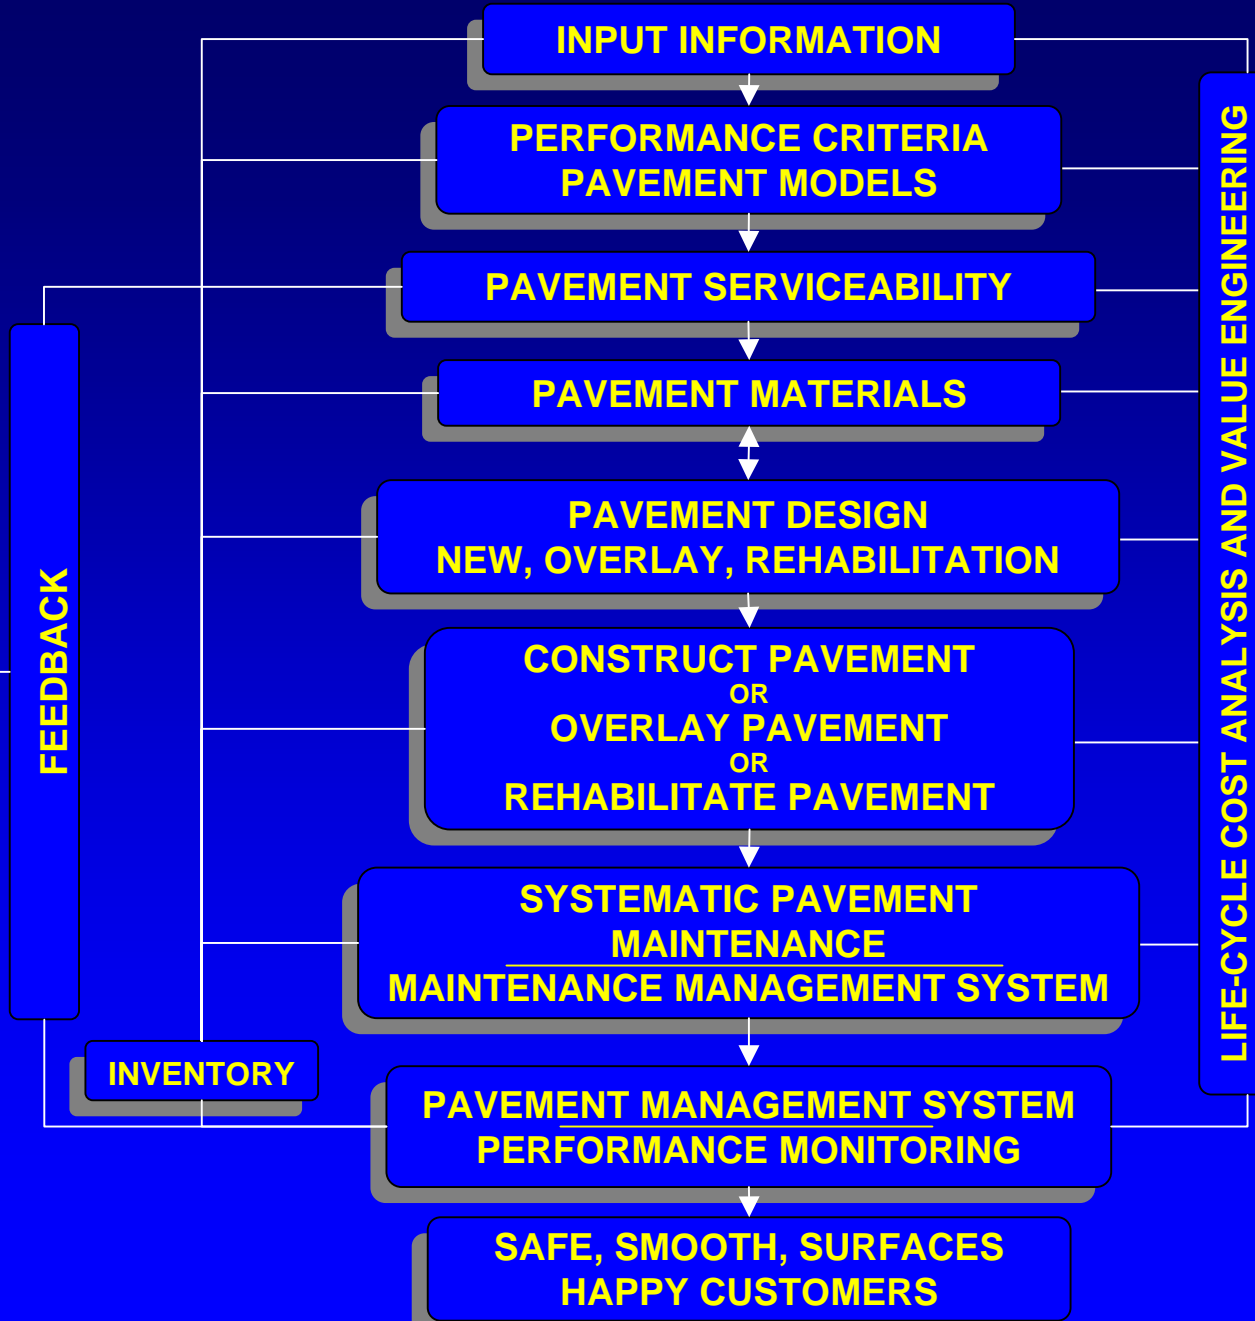 INPUT INFORMATION
PERFORMANCE CRITERIA
PAVEMENT MODELS
PAVEMENT SERVICEABILITY
PAVEMENT MATERIALS
PAVEMENT DESIGN
NEW, OVERLAY, REHABILITATION
CONSTRUCT PAVEMENT
OR
OVERLAY PAVEMENT
OR
REHABILITATE PAVEMENT
SYSTEMATIC PAVEMENT
MAINTENANCE
MAINTENANCE MANAGEMENT SYSTEM
PAVEMENT MANAGEMENT SYSTEM
PERFORMANCE MONITORING
SAFE, SMOOTH, SURFACES
HAPPY CUSTOMERS
FEEDBACK
INVENTORY
LIFE-CYCLE COST ANALYSIS AND VALUE ENGINEERING